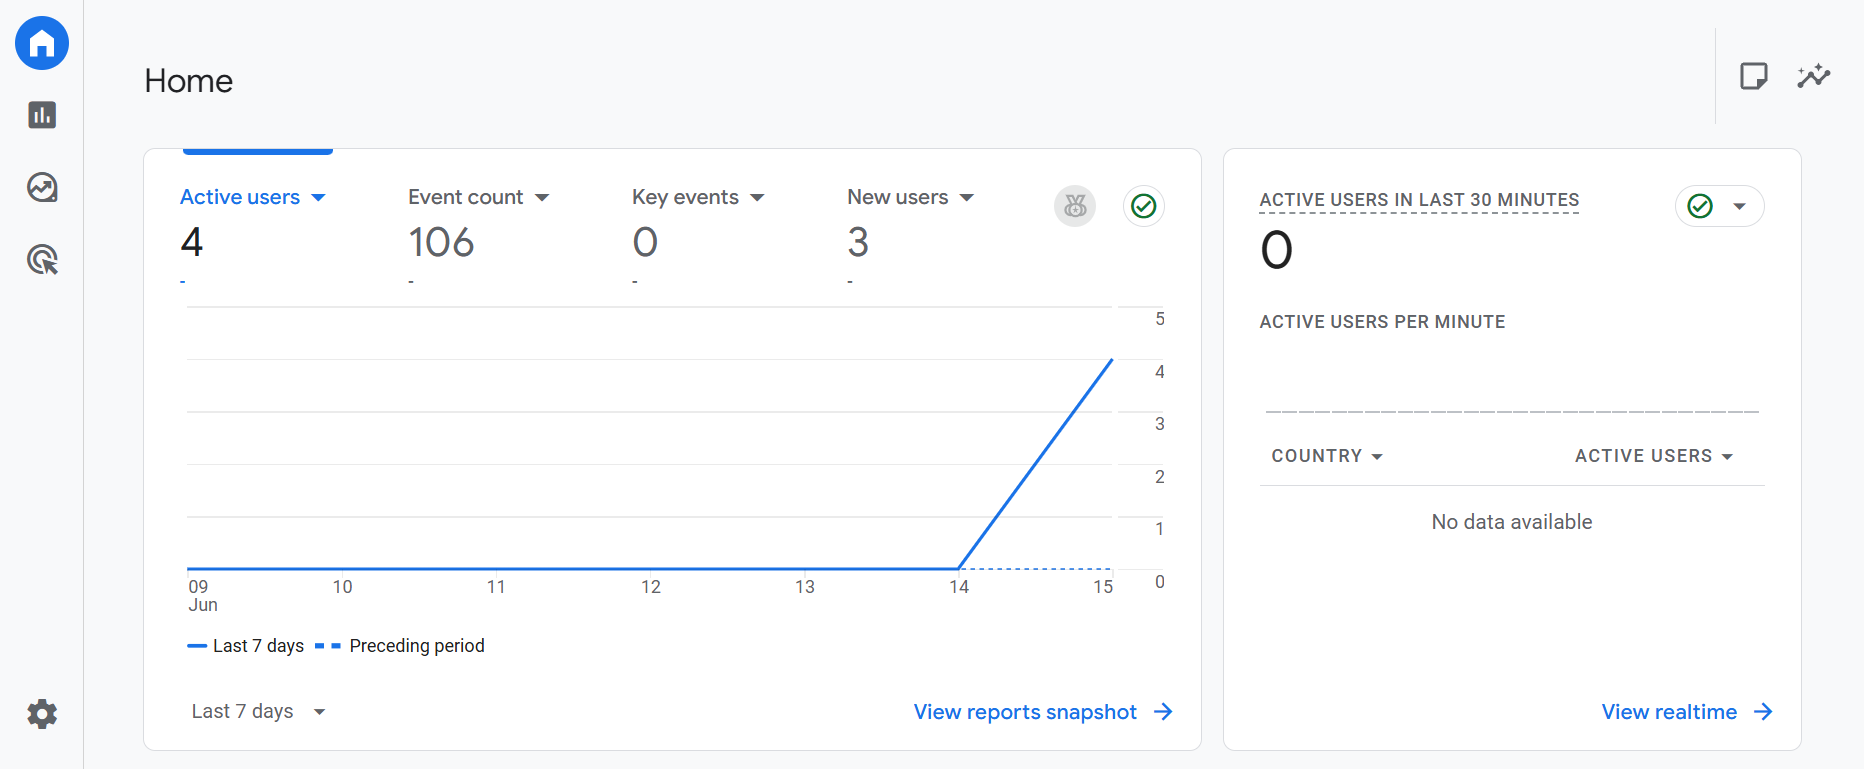 Home
Active users
4
-
Event count
106
-
Key events
0
-
New users
3
-
5
4
3
2
1
0
09
Jun
10
11
12
13
14
15
Last 7 days
Preceding period
Last 7 days
View reports snapshot
ACTIVE USERS IN LAST 30 MINUTES
0
ACTIVE USERS PER MINUTE
COUNTRY
ACTIVE USERS
No data available
View realtime